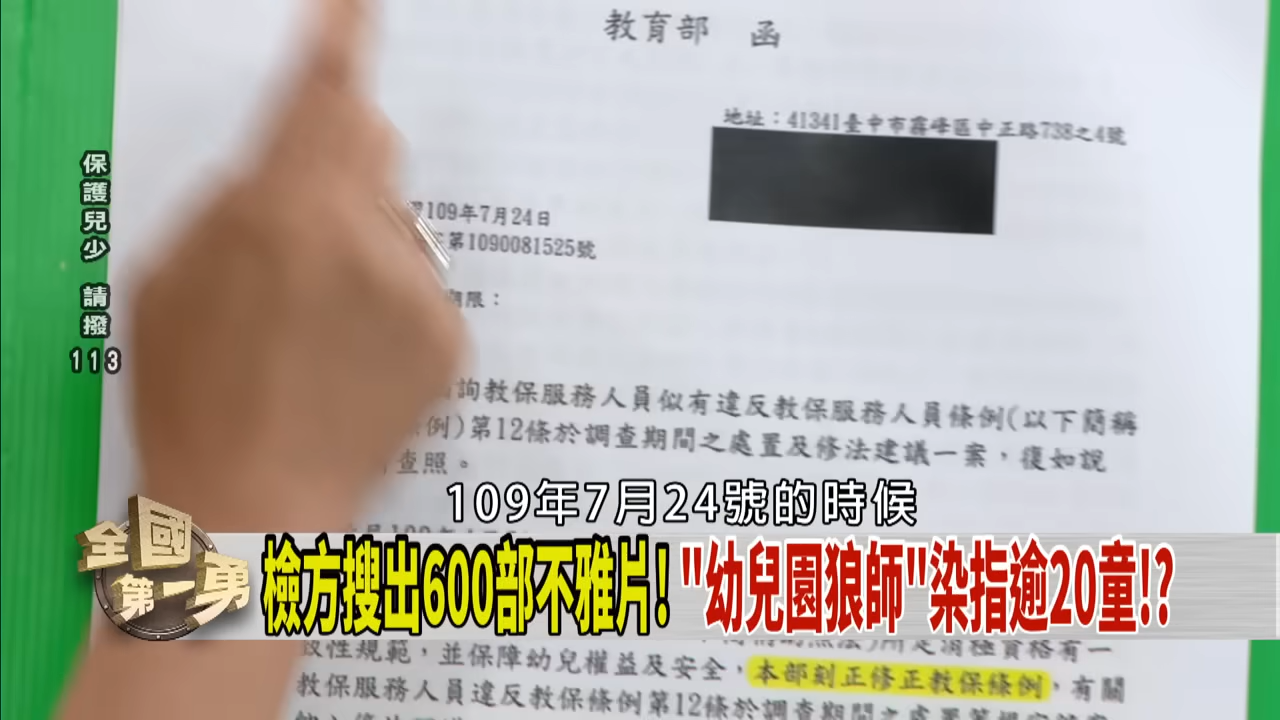 教育部 函
地址：41341臺中市霧峰區中正路738之4號
109年7月24日
第1090081525號
期限：
保護兒少 請撥 113
詢教保服務人員似有違反教保服務人員條例(以下簡稱
例)第12條於調查期間之處置及修法建議一案，復如說
查照。
109年7月24號的時候
全國第一勇
檢方搜出600部不雅片! "幼兒園狼師"染指逾20童!?
致性規範，並保障幼兒權益及安全，本部刻正修正教保條例，有關
教保服務人員違反教保條例第12條於調查期間之處置